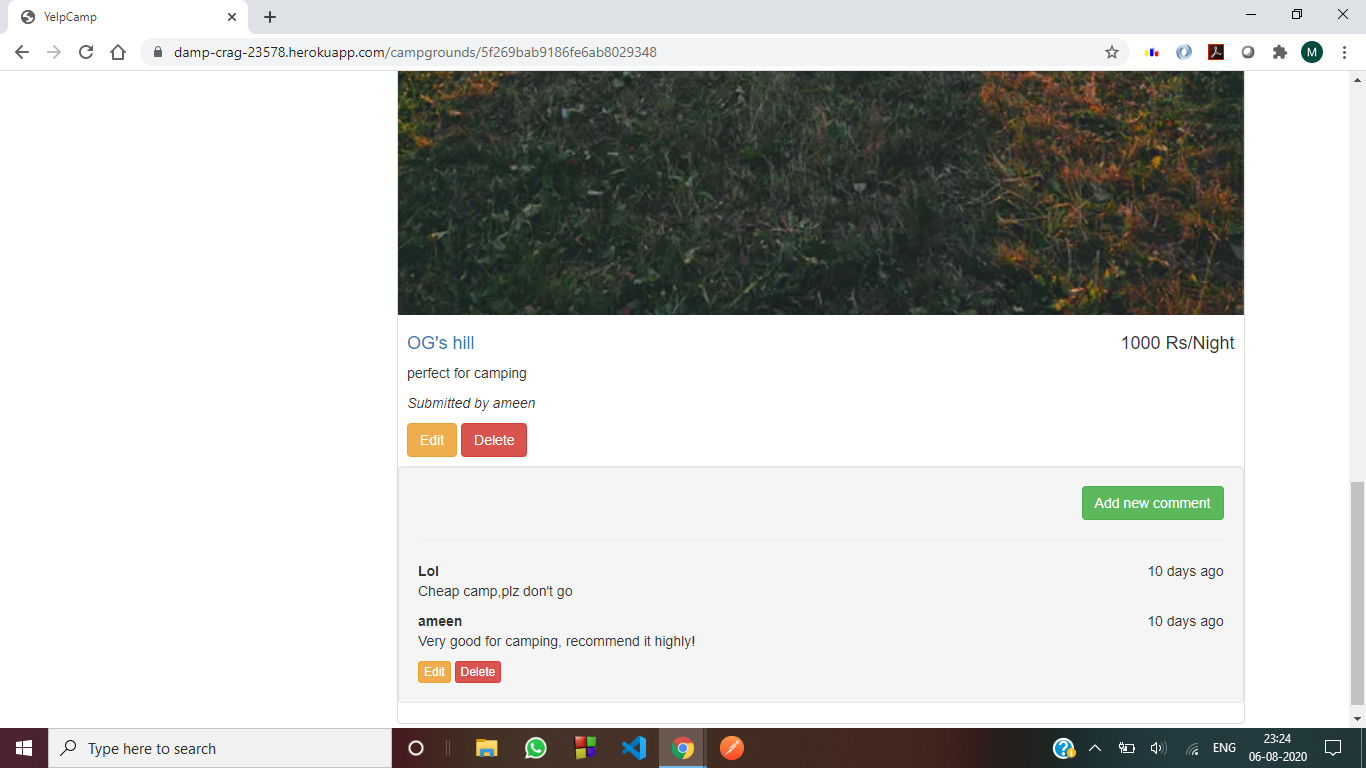 YelpCamp
damp-crag-23578.herokuapp.com/campgrounds/5f269bab9186fe6ab8029348
M
OG's hill 1000 Rs/Night
perfect for camping
Submitted by ameen
Edit Delete
Add new comment
Lol 10 days ago
Cheap camp,plz don't go
ameen 10 days ago
Very good for camping, recommend it highly!
Edit Delete
Type here to search
ENG
23:24
06-08-2020